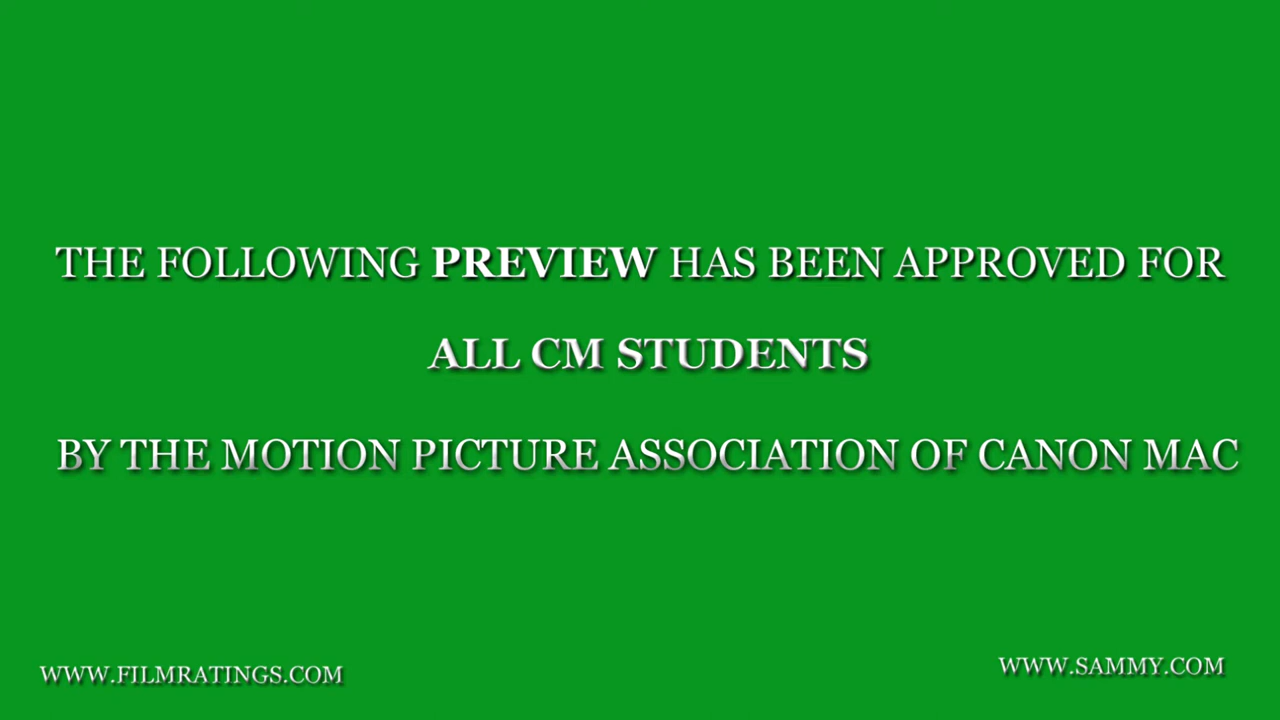 THE FOLLOWING PREVIEW HAS BEEN APPROVED FOR
ALL CM STUDENTS
BY THE MOTION PICTURE ASSOCIATION OF CANON MAC
WWW.FILMRATINGS.COM
WWW.SAMMY.COM